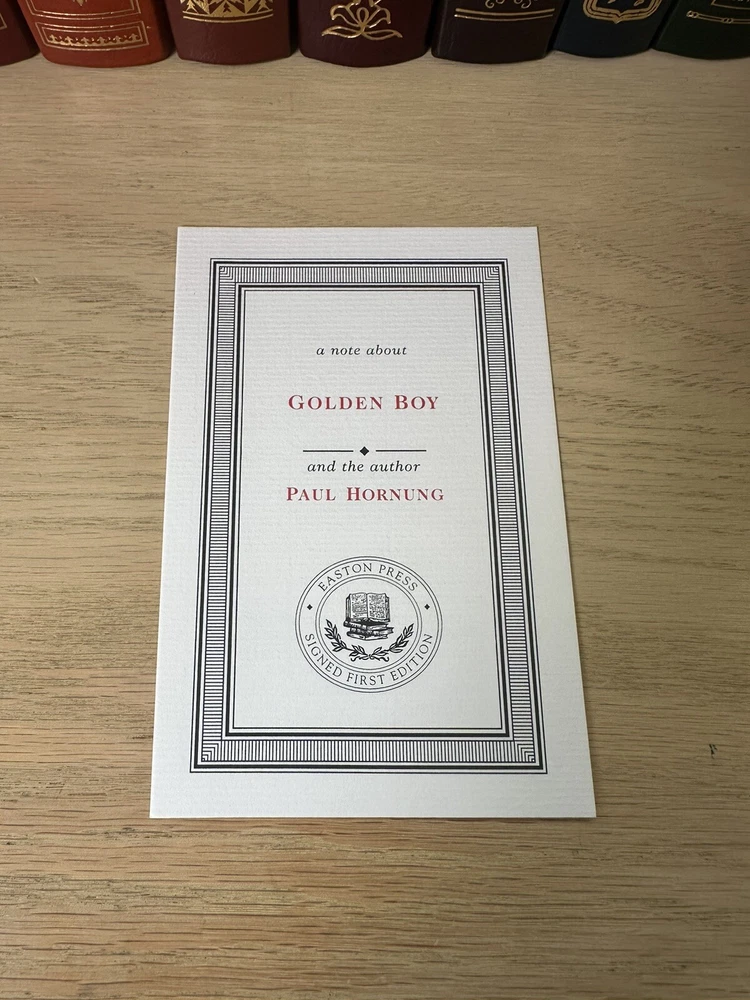 a note about
GOLDEN BOY
and the author
PAUL HORNUNG
EASTON PRESS
SIGNED FIRST EDITION